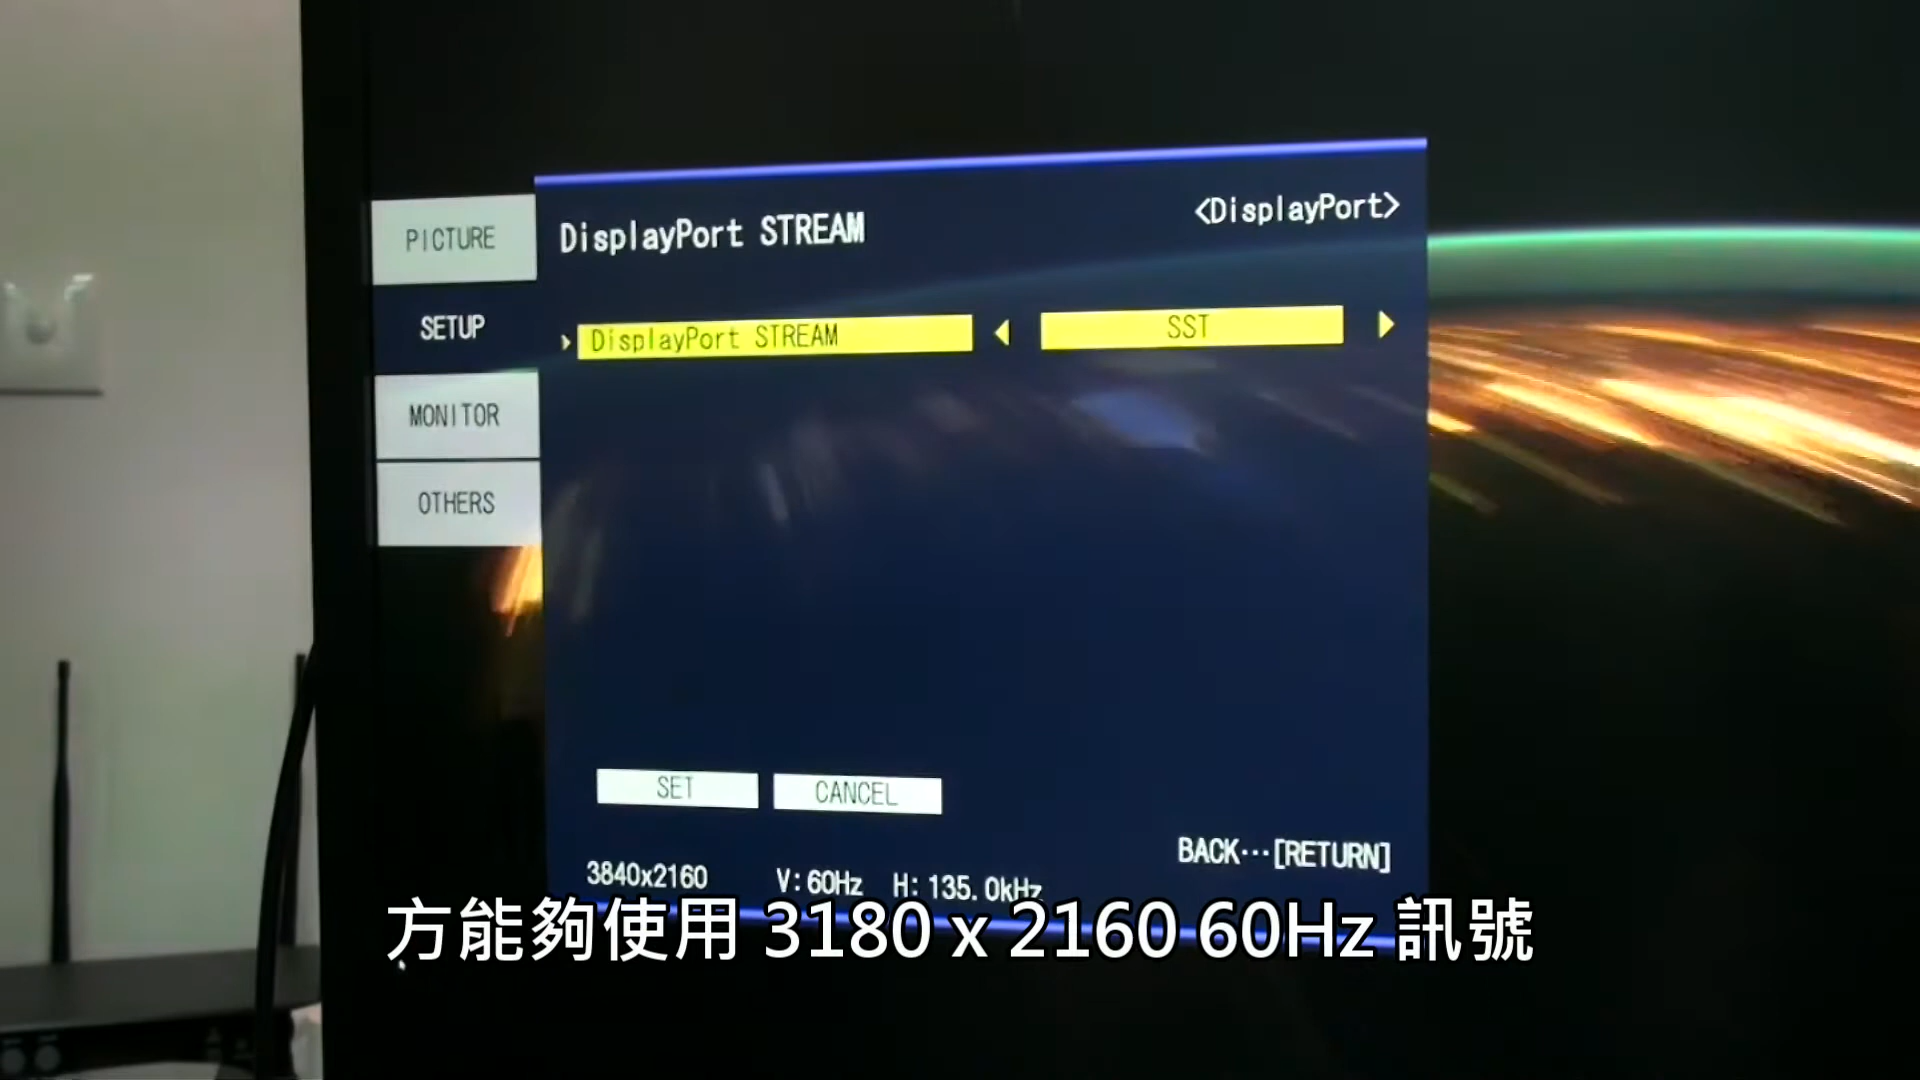 PICTURE
SETUP
MONITOR
OTHERS
DisplayPort STREAM
<DisplayPort>
DisplayPort STREAM
SST
SET
CANCEL
BACK…[RETURN]
3840x2160 V:60Hz H:135.0kHz
方能夠使用 3180 x 2160 60Hz 訊號